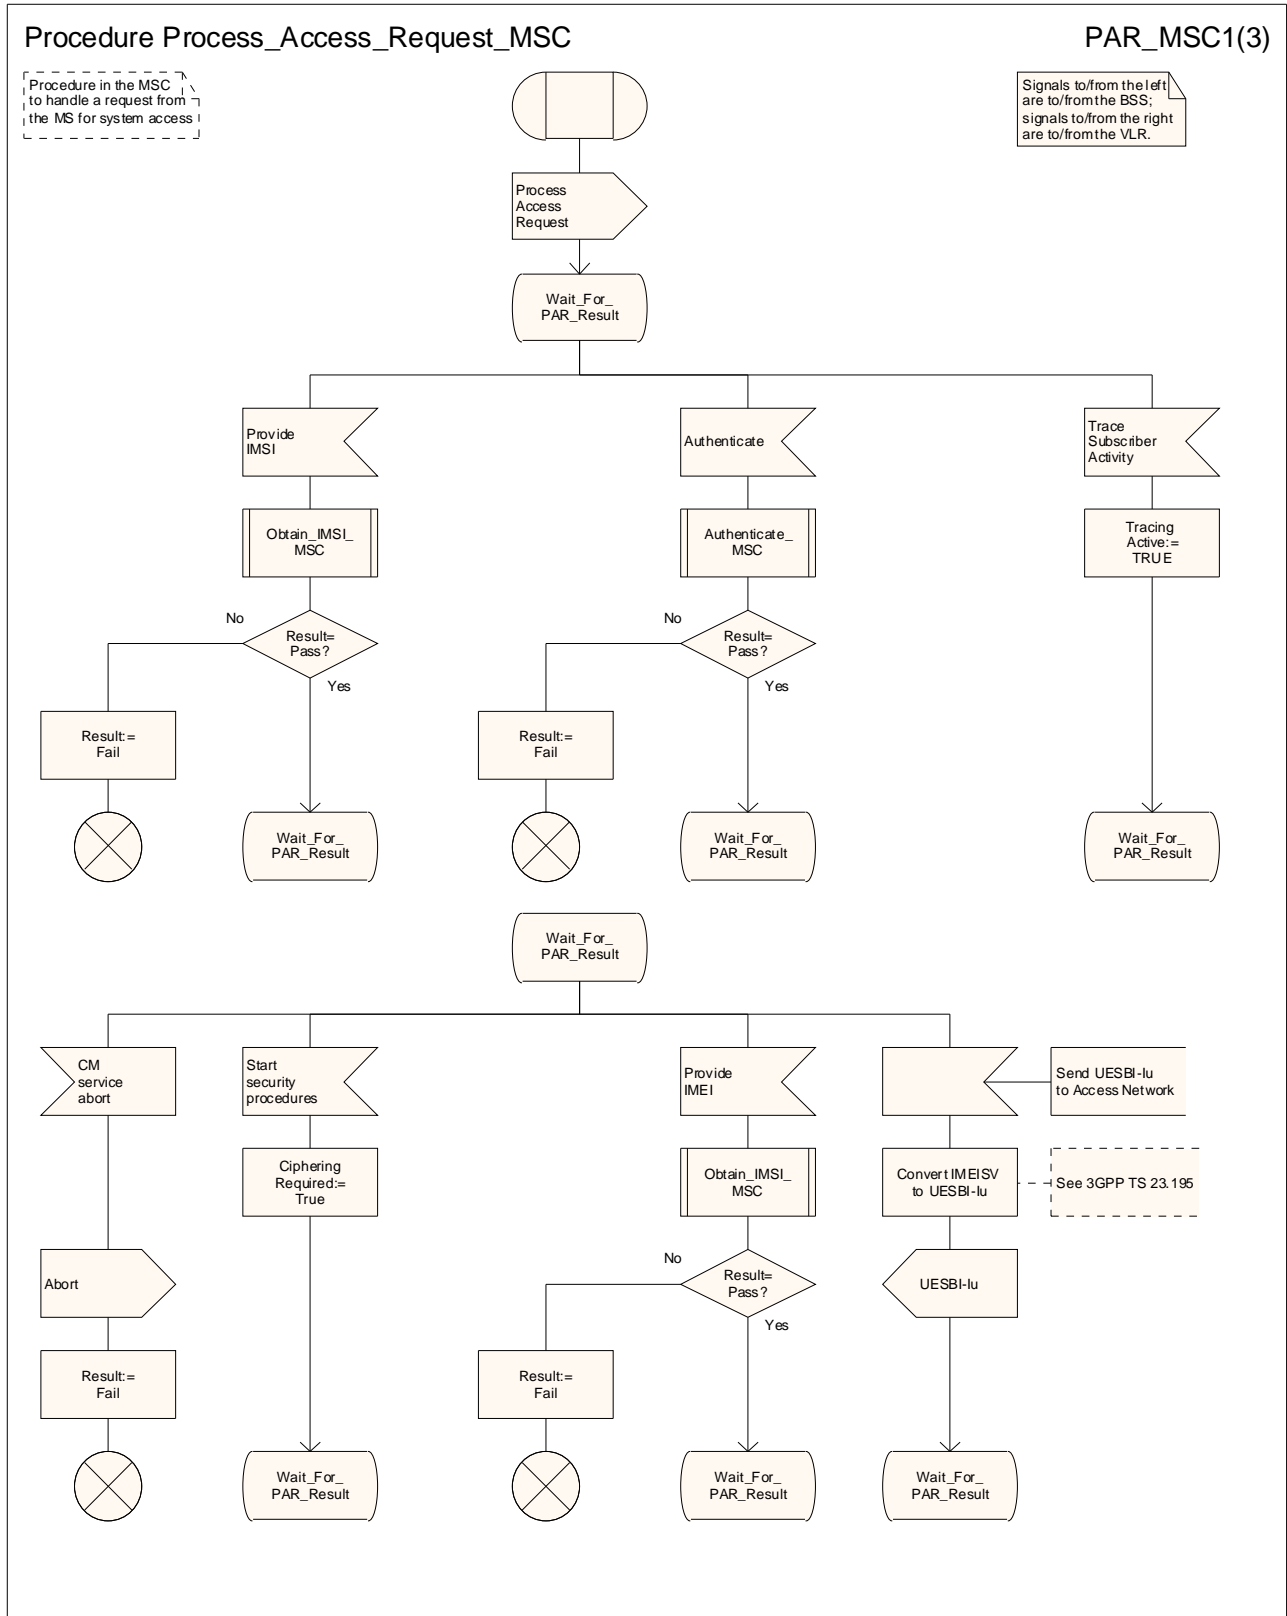 Procedure Process_Access_Request_MSC
PAR_MSC1(3)
Procedure in the MSC
to handle a request from
the MS for system access
Signals to/from the left
are to/from the BSS;
signals to/from the right
are to/from the VLR.
Process
Access
Request
Wait_For_
PAR_Result
Provide
IMSI
Authenticate
Trace
Subscriber
Activity
Obtain_IMSI_
MSC
Authenticate_
MSC
Tracing
Active:=
TRUE
No
Result=
Pass?
Yes
No
Result=
Pass?
Yes
Result:=
Fail
Result:=
Fail
Wait_For_
PAR_Result
Wait_For_
PAR_Result
Wait_For_
PAR_Result
Wait_For_
PAR_Result
CM
service
abort
Start
security
procedures
Provide
IMEI
Send UESBI-Iu
to Access Network
Ciphering
Required:=
True
Obtain_IMSI_
MSC
Convert IMEISV
to UESBI-Iu
See 3GPP TS 23.195
Abort
No
Result=
Pass?
Yes
UESBI-Iu
Result:=
Fail
Result:=
Fail
Wait_For_
PAR_Result
Wait_For_
PAR_Result
Wait_For_
PAR_Result